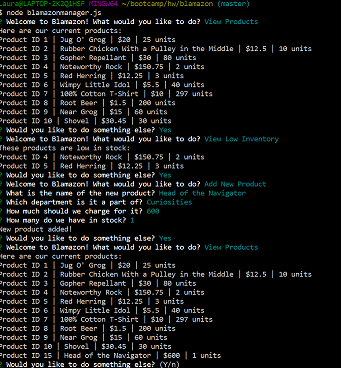 Laura@LAPTOP-2K2Q1HSF MINGW64 ~/bootcamp/hw/blamazon (master)
$ node blamazonmanager.js
? Welcome to Blamazon! What would you like to do? View Products
Here are our current products:
Product ID 1 | Jug O' Grog | $20 | 25 units
Product ID 2 | Rubber Chicken With a Pulley in the Middle | $12.5 | 10 units
Product ID 3 | Gopher Repellant | $30 | 80 units
Product ID 4 | Noteworthy Rock | $150.75 | 2 units
Product ID 5 | Red Herring | $12.25 | 3 units
Product ID 6 | Wimpy Little Idol | $5.5 | 40 units
Product ID 7 | 100% Cotton T-Shirt | $10 | 297 units
Product ID 8 | Root Beer | $1.5 | 200 units
Product ID 9 | Near Grog | $15 | 60 units
Product ID 10 | Shovel | $30.45 | 30 units
? Would you like to do something else? Yes
? Welcome to Blamazon! What would you like to do? View Low Inventory
These products are low in stock:
Product ID 4 | Noteworthy Rock | $150.75 | 2 units
Product ID 5 | Red Herring | $12.25 | 3 units
? Would you like to do something else? Yes
? Welcome to Blamazon! What would you like to do? Add New Product
? What is the name of the new product? Head of the Navigator
? Which department is it a part of? Curiosities
? How much should we charge for it? 600
? How many do we have in stock? 1
New product added!
? Would you like to do something else? Yes
? Welcome to Blamazon! What would you like to do? View Products
Here are our current products:
Product ID 1 | Jug O' Grog | $20 | 25 units
Product ID 2 | Rubber Chicken With a Pulley in the Middle | $12.5 | 10 units
Product ID 3 | Gopher Repellant | $30 | 80 units
Product ID 4 | Noteworthy Rock | $150.75 | 2 units
Product ID 5 | Red Herring | $12.25 | 3 units
Product ID 6 | Wimpy Little Idol | $5.5 | 40 units
Product ID 7 | 100% Cotton T-Shirt | $10 | 297 units
Product ID 8 | Root Beer | $1.5 | 200 units
Product ID 9 | Near Grog | $15 | 60 units
Product ID 10 | Shovel | $30.45 | 30 units
Product ID 15 | Head of the Navigator | $600 | 1 units
? Would you like to do something else? (Y/n)